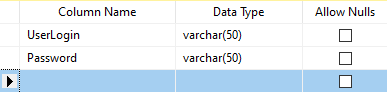 Column Name Data Type Allow Nulls
UserLogin varchar(50)
Password varchar(50)